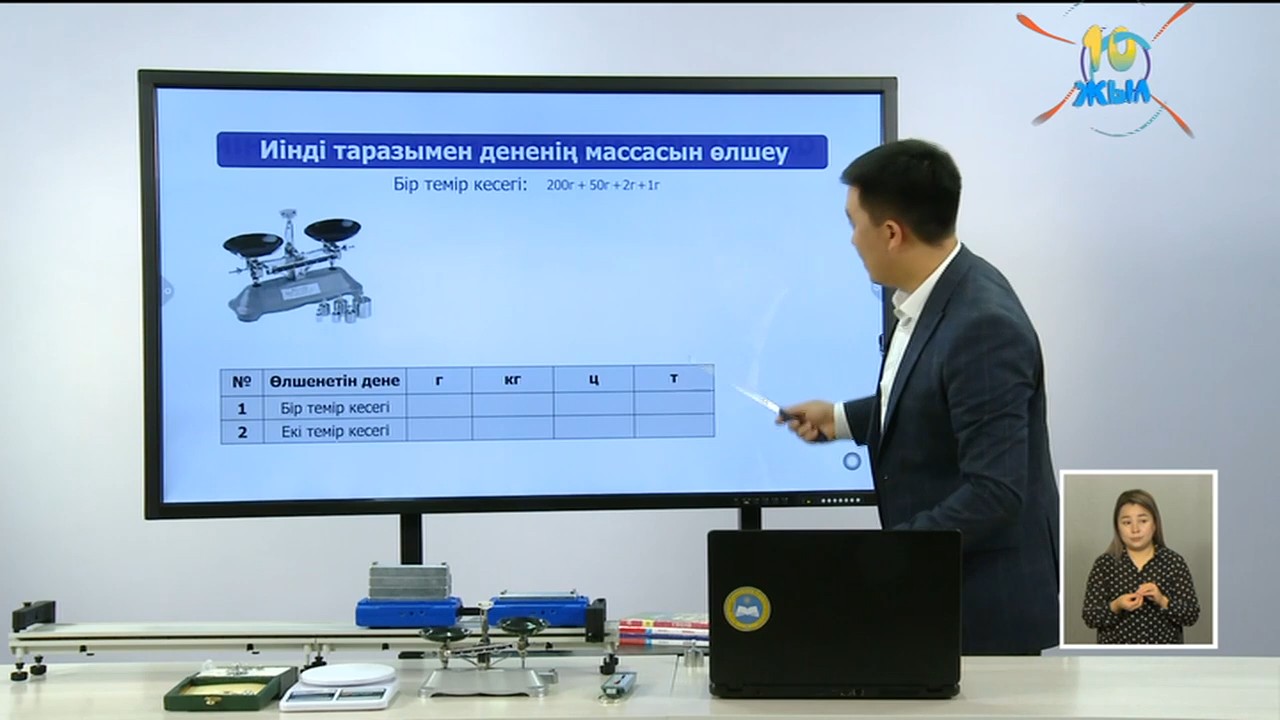 10
ЖЫЛ
Иінді таразымен дененің массасын өлшеу
Бір темір кесегі: 200г + 50г + 2г + 1г
№ Өлшенетін дене г кг ц т
1 Бір темір кесегі
2 Екі темір кесегі